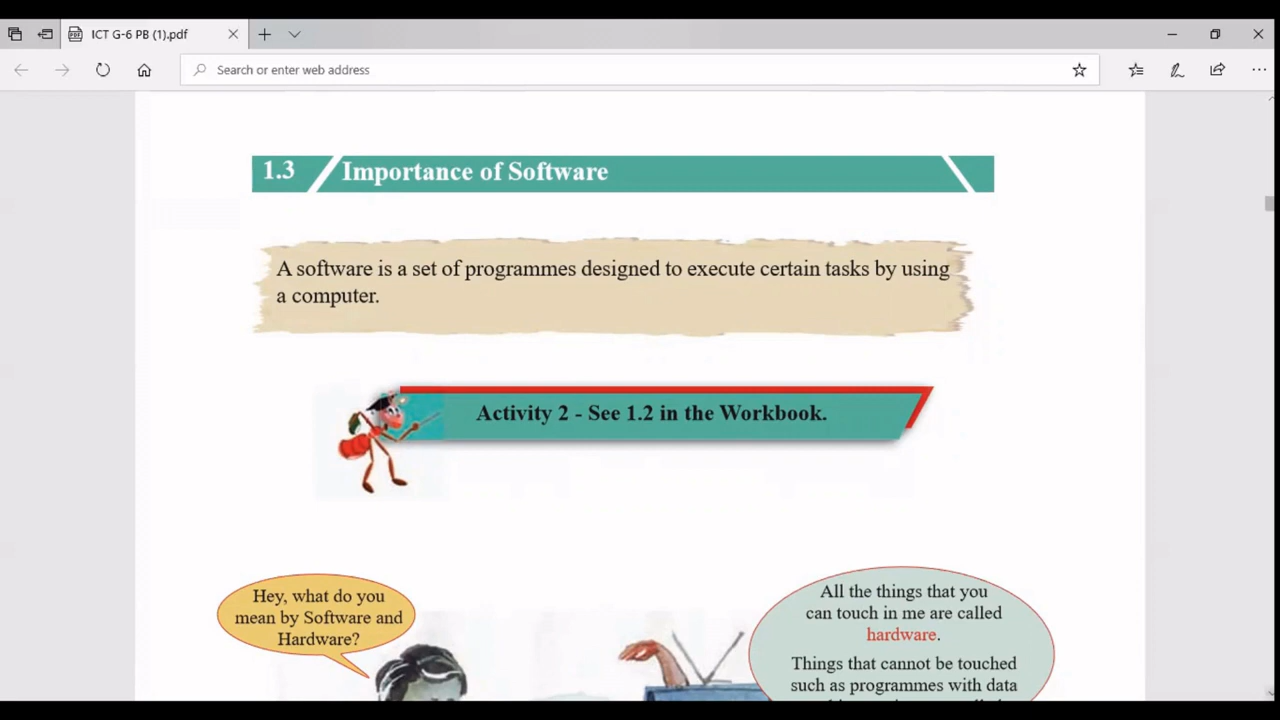 ICT G-6 PB (1).pdf
Search or enter web address
1.3 Importance of Software
A software is a set of programmes designed to execute certain tasks by using
a computer.
Activity 2 - See 1.2 in the Workbook.
Hey, what do you
mean by Software and
Hardware?
All the things that you
can touch in me are called
hardware.
Things that cannot be touched
such as programmes with data